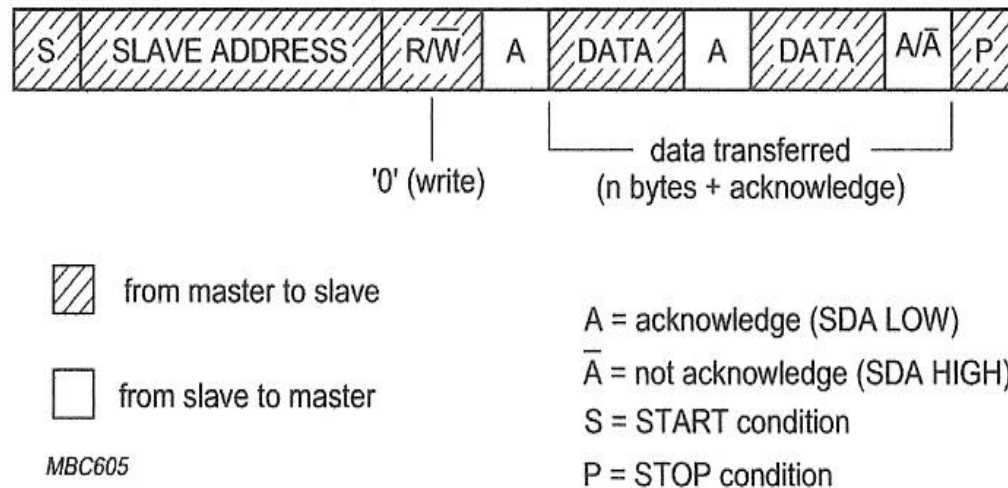 S SLAVE ADDRESS R/W̅ A DATA A DATA A/A̅ P
'0' (write)
data transferred
(n bytes + acknowledge)
from master to slave
from slave to master
MBC605
A = acknowledge (SDA LOW)
A̅ = not acknowledge (SDA HIGH)
S = START condition
P = STOP condition